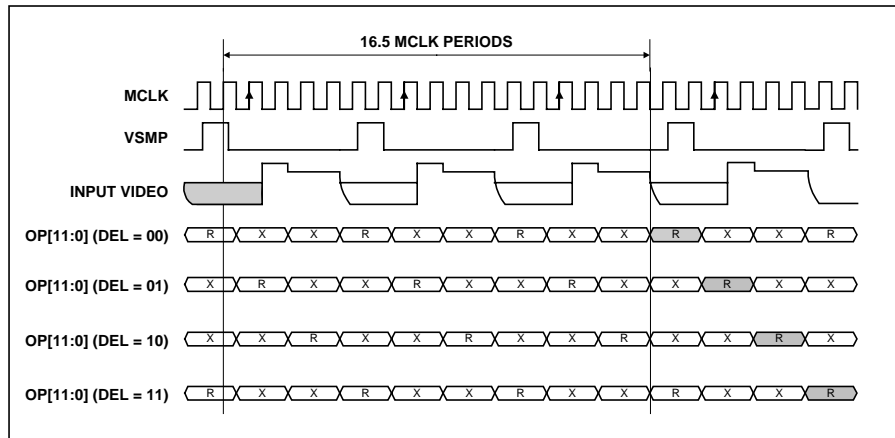 16.5 MCLK PERIODS
MCLK
VSMP
INPUT VIDEO
OP[11:0] (DEL = 00) R X X R X X R X X R X X R
OP[11:0] (DEL = 01) X R X X R X X R X X R X X
OP[11:0] (DEL = 10) X X R X X R X X R X X R X
OP[11:0] (DEL = 11) R X X R X X R X X R X X R